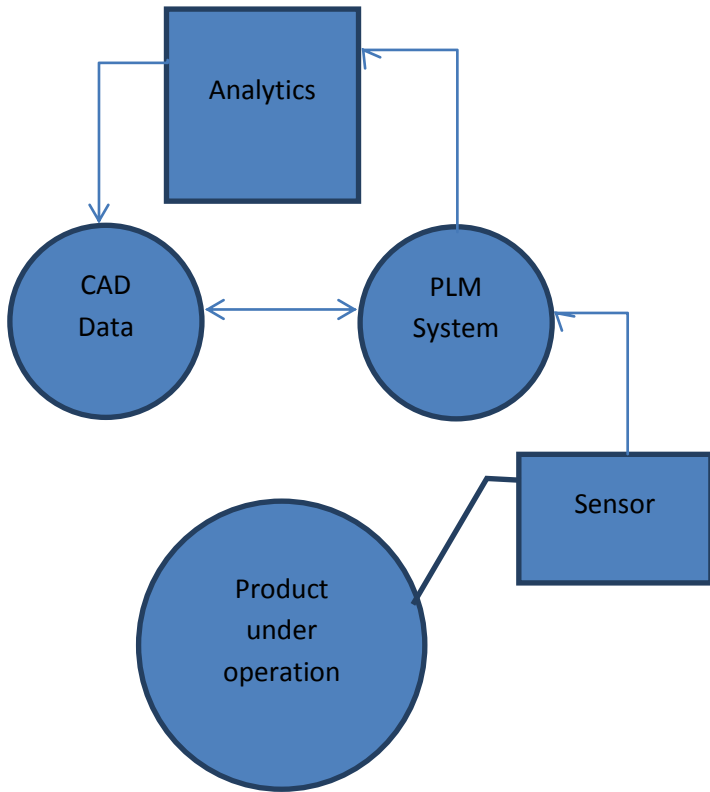 Analytics
CAD
Data
PLM
System
Sensor
Product
under
operation